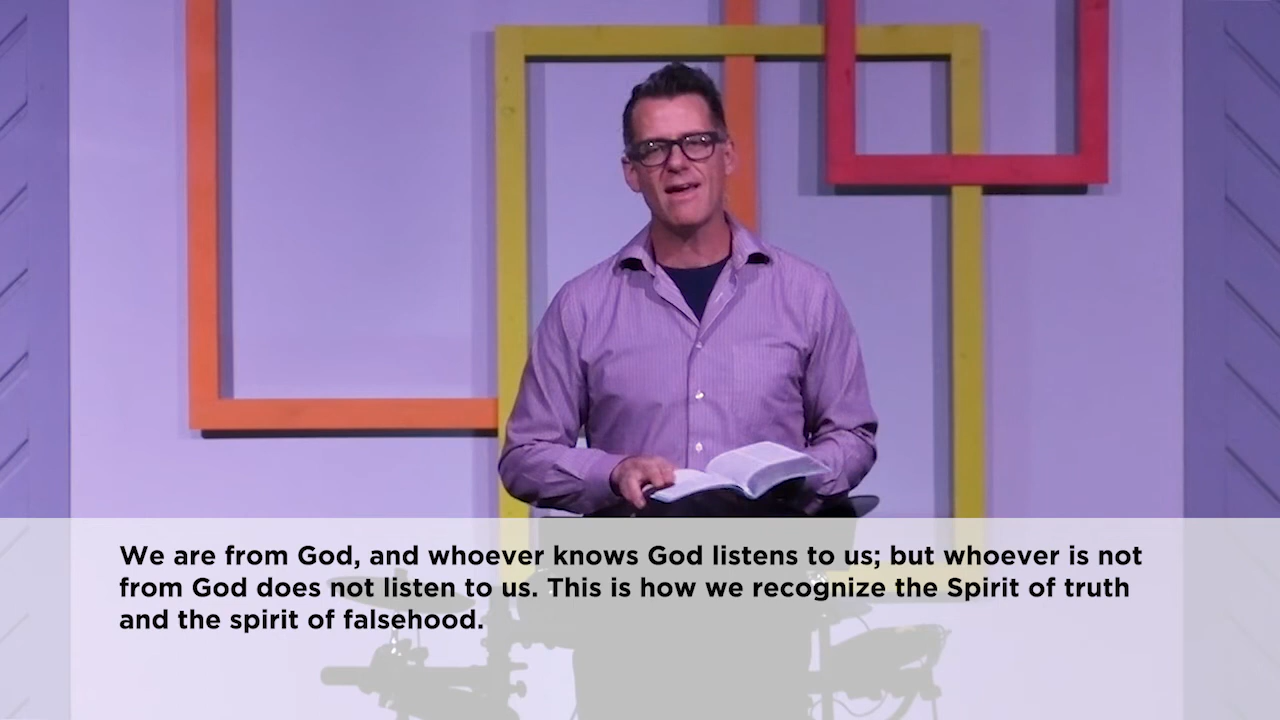 We are from God, and whoever knows God listens to us; but whoever is not
from God does not listen to us. This is how we recognize the Spirit of truth
and the spirit of falsehood.